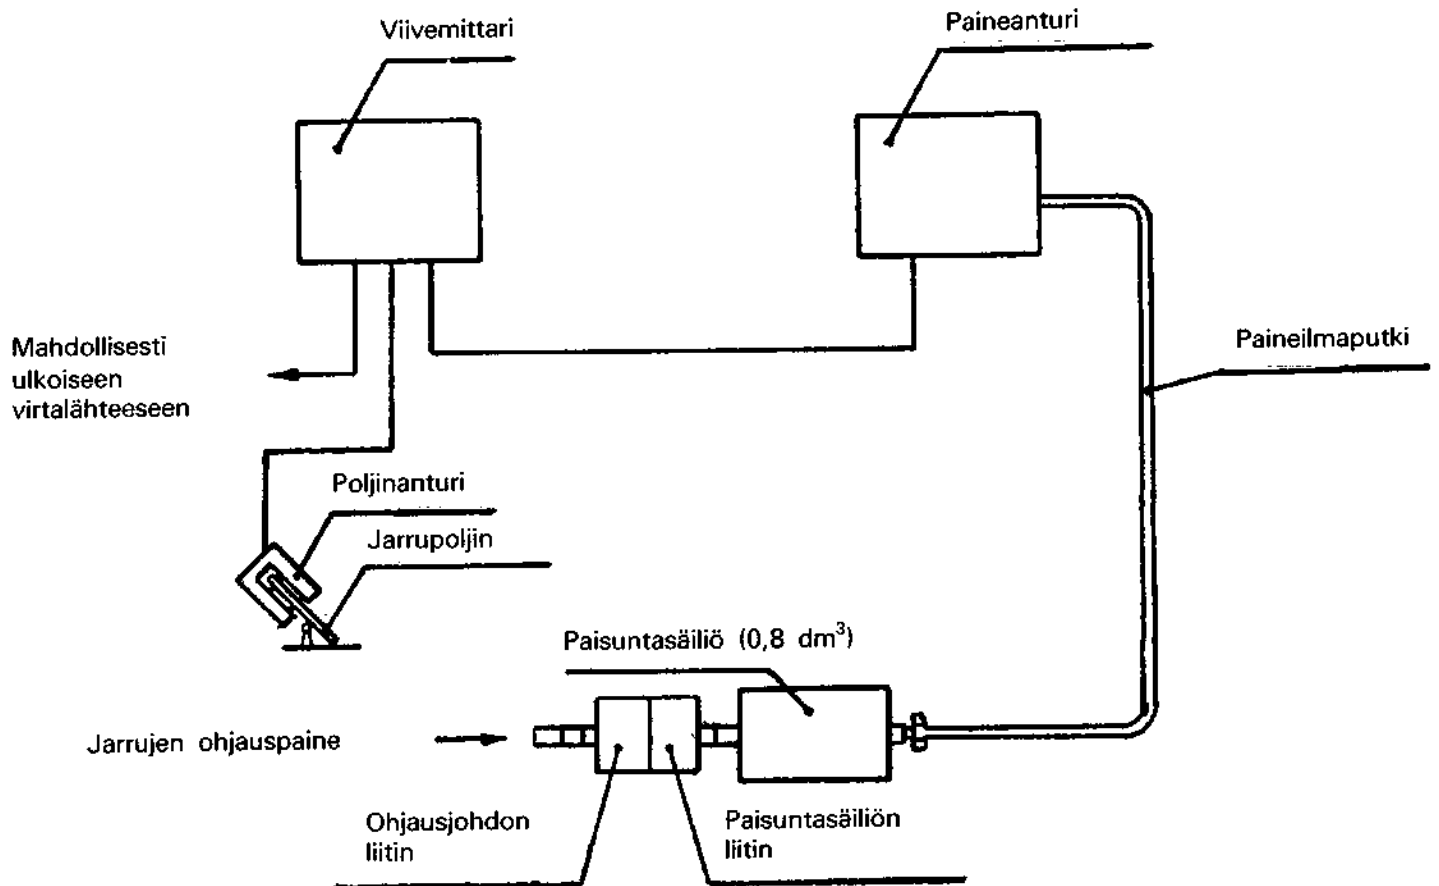 Viivemittari
Paineanturi
Mahdollisesti
ulkoiseen
virtalähteeseen
Paineilmaputki
Poljinanturi
Jarrupoljin
Paisuntasäiliö (0,8 dm³)
Jarrujen ohjauspaine
Ohjausjohdon
liitin
Paisuntasäiliön
liitin